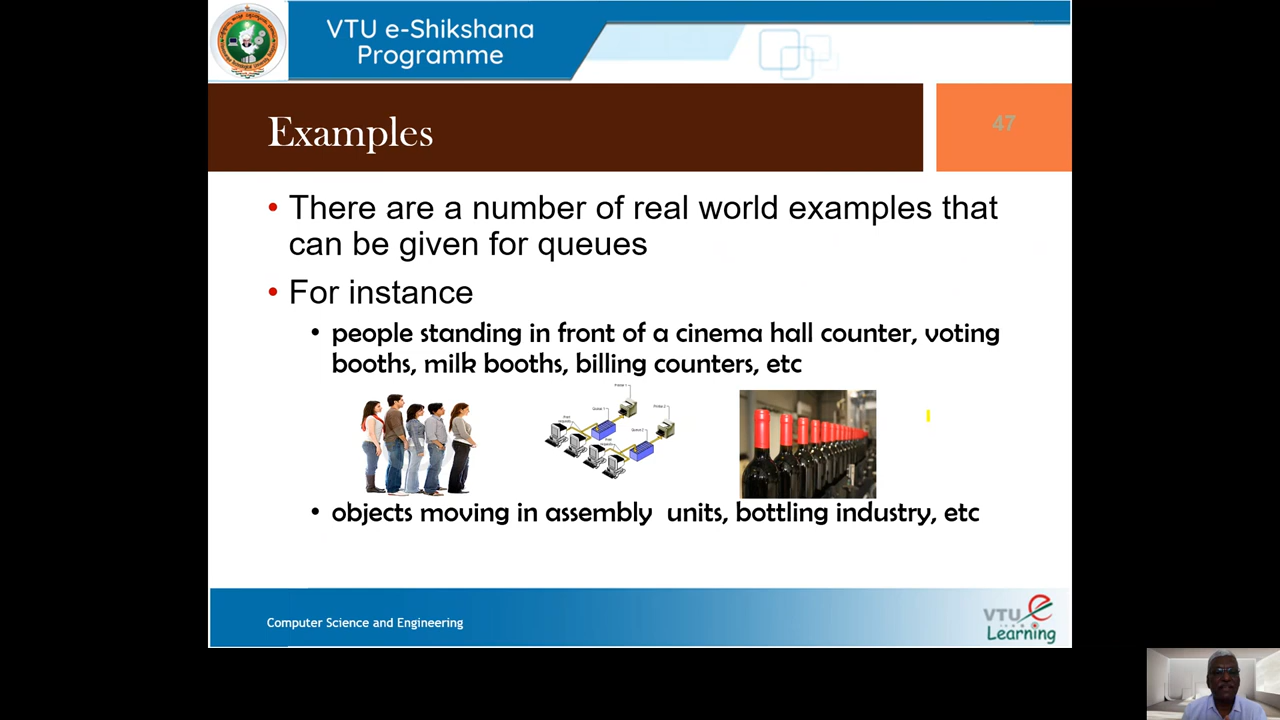 VTU e-Shikshana
Programme
Examples
47
• There are a number of real world examples that
can be given for queues
• For instance
• people standing in front of a cinema hall counter, voting
booths, milk booths, billing counters, etc
• objects moving in assembly units, bottling industry, etc
Computer Science and Engineering
VTU e
Learning